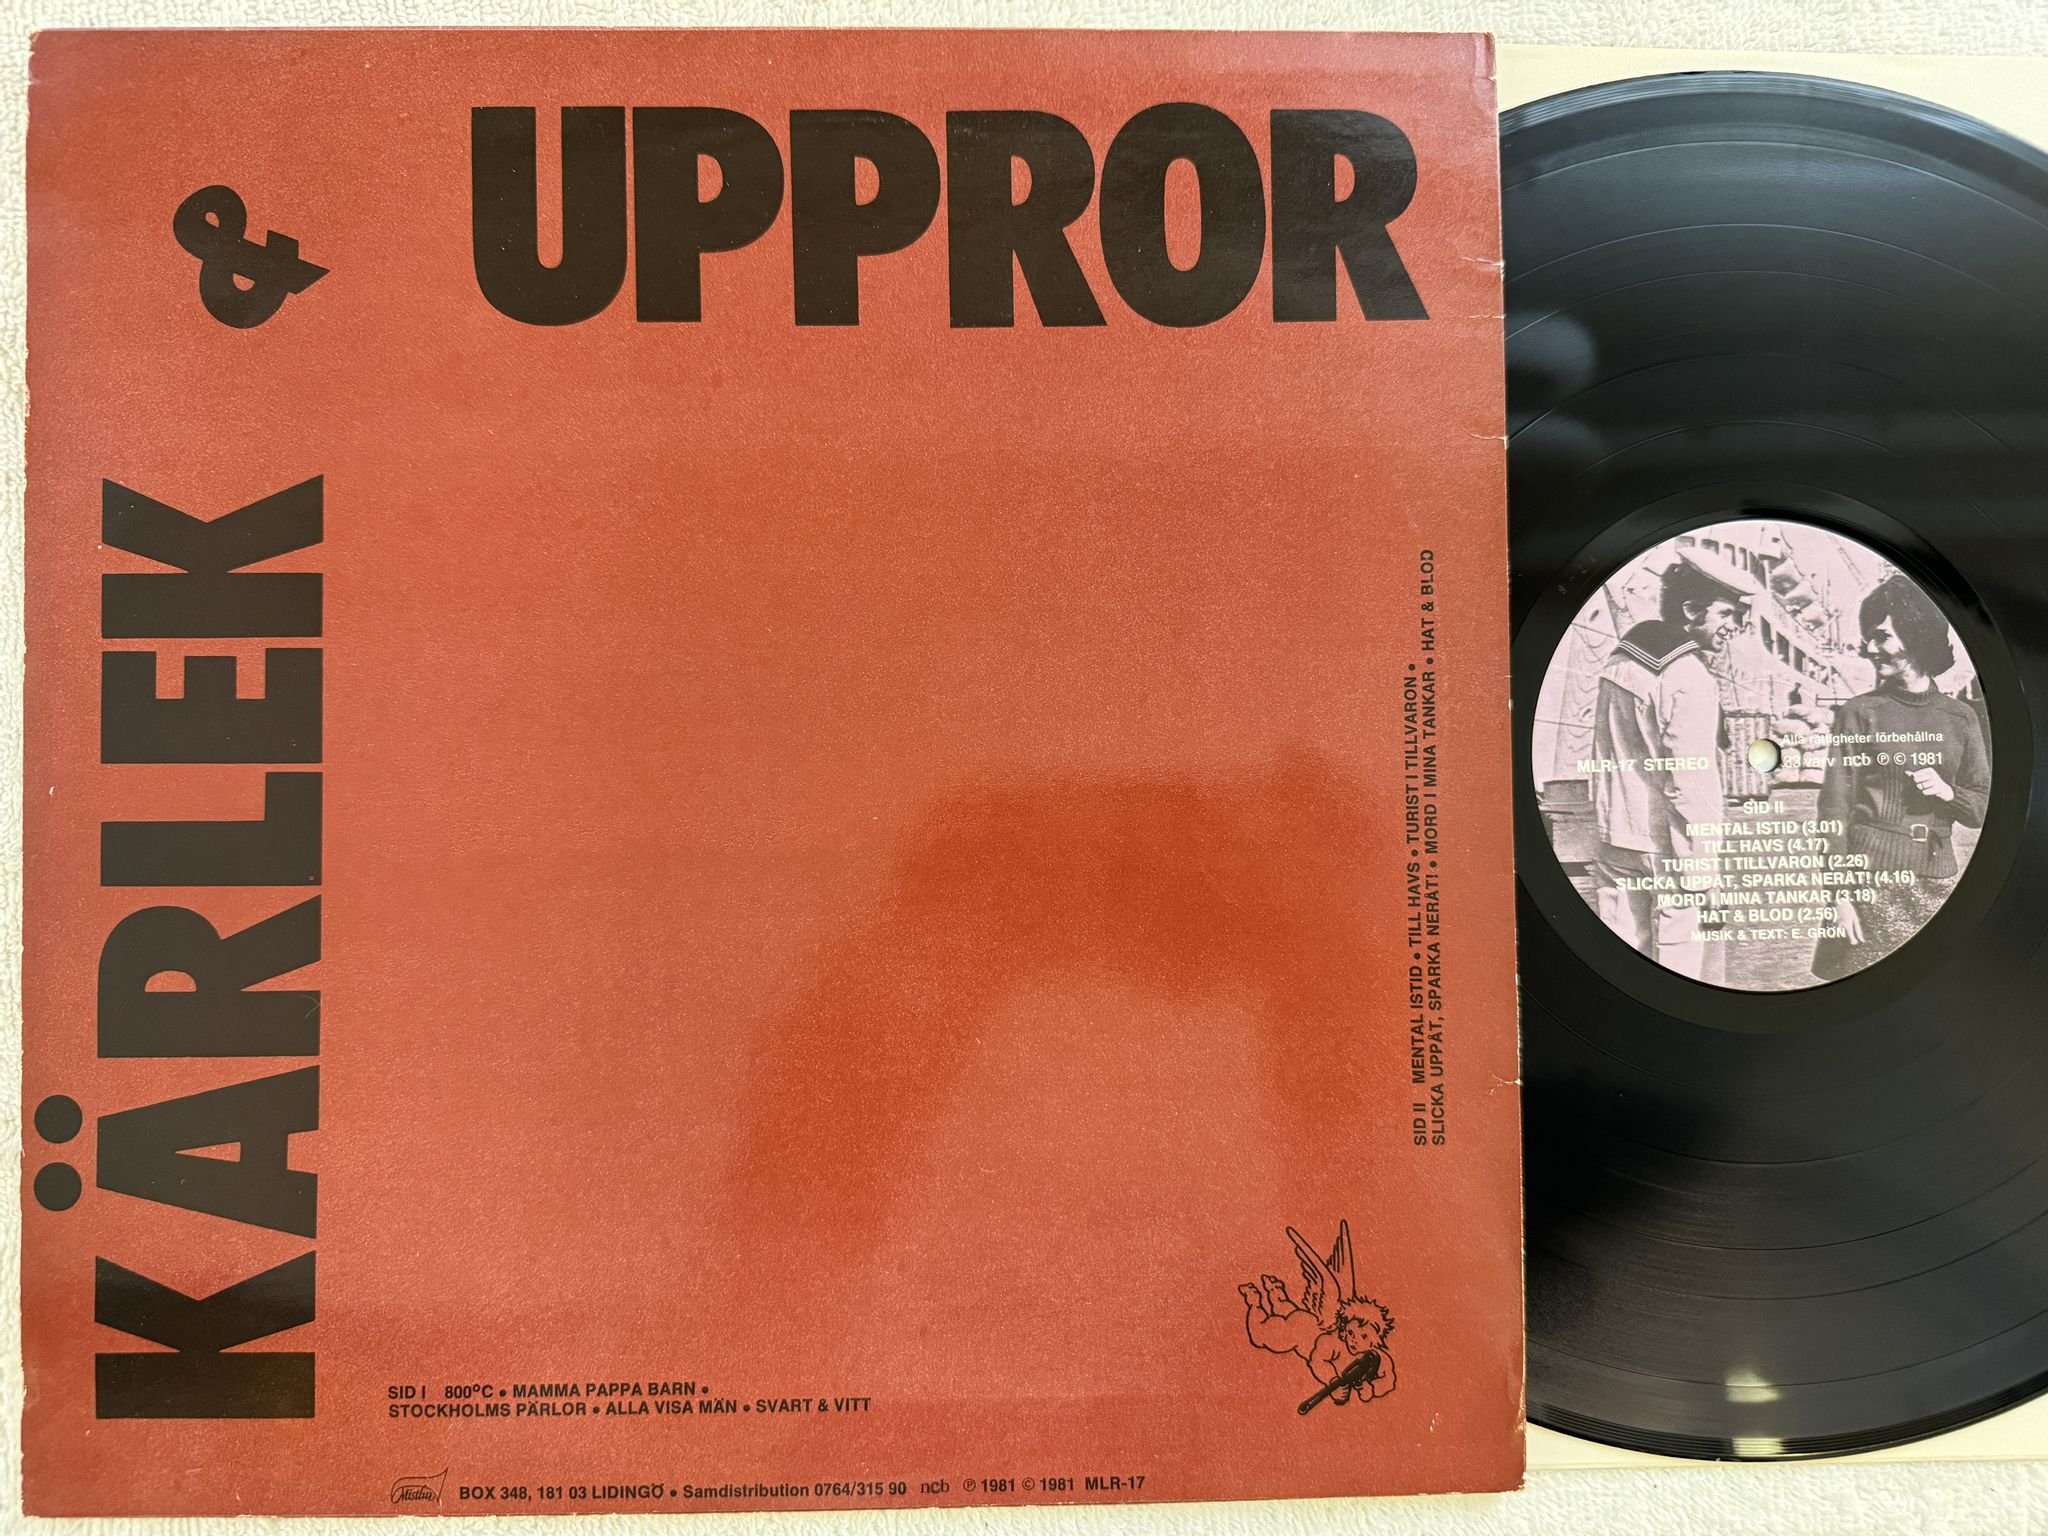 KÄRLEK
&
UPPROR
SID I 800°C • MAMMA PAPPA BARN •
STOCKHOLMS PÄRLOR • ALLA VISA MÄN • SVART & VITT
SID II MENTAL ISTID • TILL HAVS • TURIST I TILLVARON •
SLICKA UPPÅT, SPARKA NERÅT! • MORD I MINA TANKAR • HAT & BLOD
Mistlur BOX 348, 181 03 LIDINGÖ • Samdistribution 0764/315 90 ncb ℗ 1981 © 1981 MLR-17
Alla rättigheter förbehållna
MLR-17 STEREO 33 varv ncb ℗ © 1981
SID II
MENTAL ISTID (3.01)
TILL HAVS (4.17)
TURIST I TILLVARON (2.26)
SLICKA UPPÅT, SPARKA NERÅT! (4.16)
MORD I MINA TANKAR (3.18)
HAT & BLOD (2.56)
MUSIK & TEXT: E. GRÖN